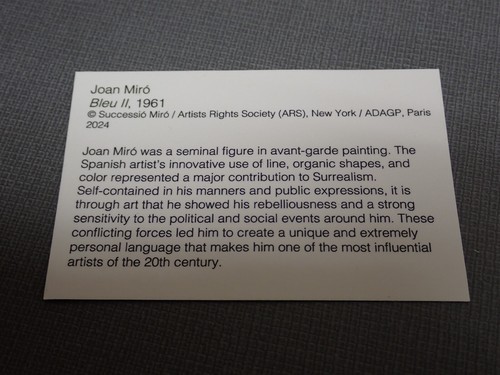 Joan Miró
Bleu II, 1961
© Successió Miró / Artists Rights Society (ARS), New York / ADAGP, Paris
2024
Joan Miró was a seminal figure in avant-garde painting. The
Spanish artist's innovative use of line, organic shapes, and
color represented a major contribution to Surrealism.
Self-contained in his manners and public expressions, it is
through art that he showed his rebelliousness and a strong
sensitivity to the political and social events around him. These
conflicting forces led him to create a unique and extremely
personal language that makes him one of the most influential
artists of the 20th century.